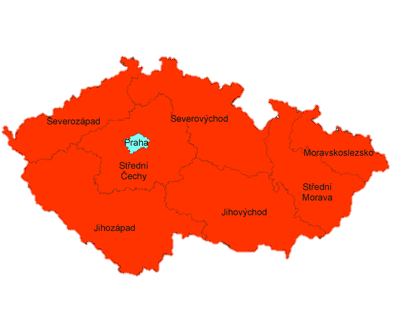 Severovýchod
Severozápad
Praha
Moravskoslezsko
Střední
Čechy
Střední
Morava
Jihovýchod
Jihozápad